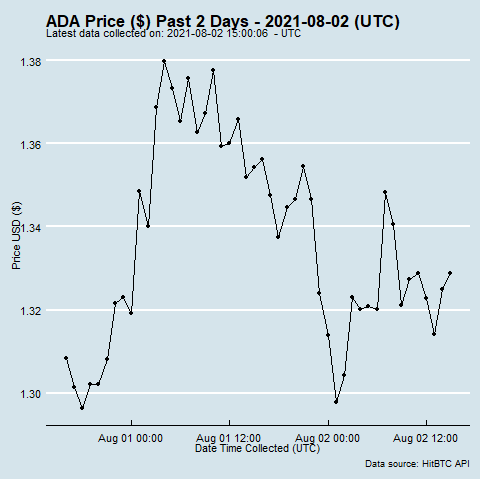 ADA Price ($) Past 2 Days - 2021-08-02 (UTC)
Latest data collected on: 2021-08-02 15:00:06  - UTC
1.38
1.36
1.34
1.32
1.30
Price USD ($)
Aug 01 00:00
Aug 01 12:00
Aug 02 00:00
Aug 02 12:00
Date Time Collected (UTC)
Data source: HitBTC API